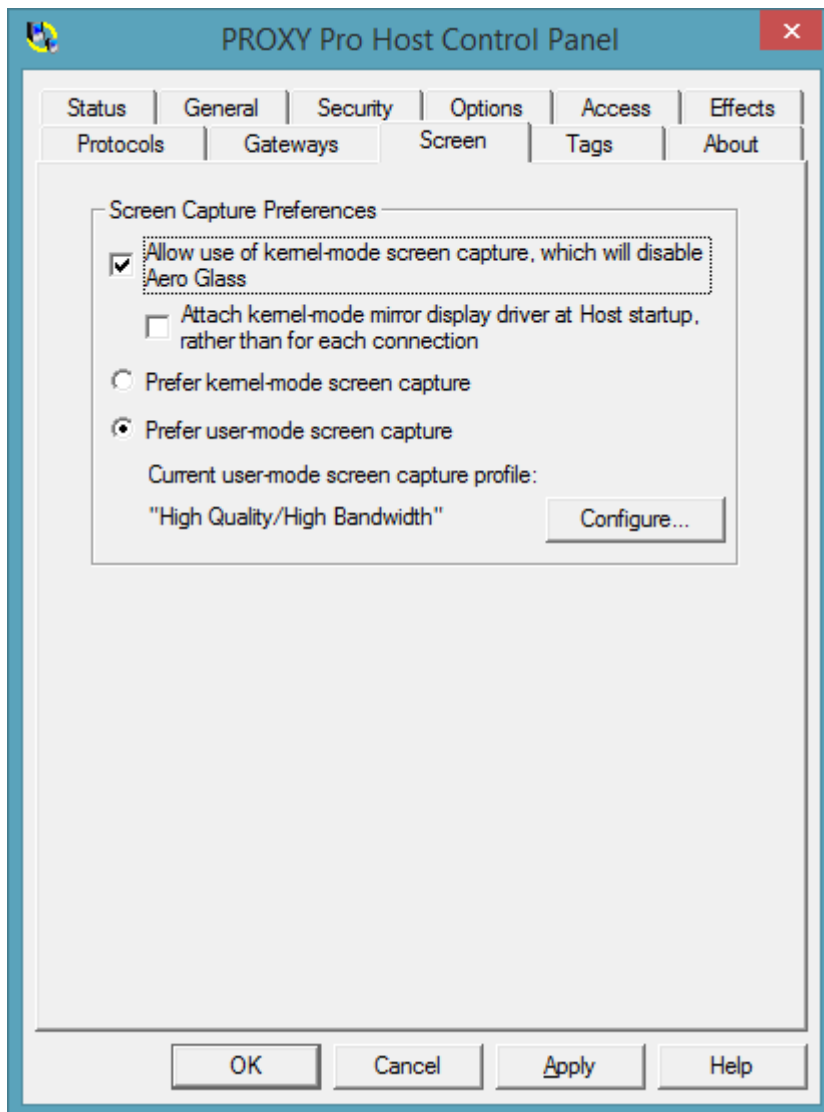 PROXY Pro Host Control Panel
Status General Security Options Access Effects
Protocols Gateways Screen Tags About
Screen Capture Preferences
Allow use of kernel-mode screen capture, which will disable
Aero Glass
Attach kernel-mode mirror display driver at Host startup,
rather than for each connection
Prefer kernel-mode screen capture
Prefer user-mode screen capture
Current user-mode screen capture profile:
"High Quality/High Bandwidth" Configure...
OK Cancel Apply Help